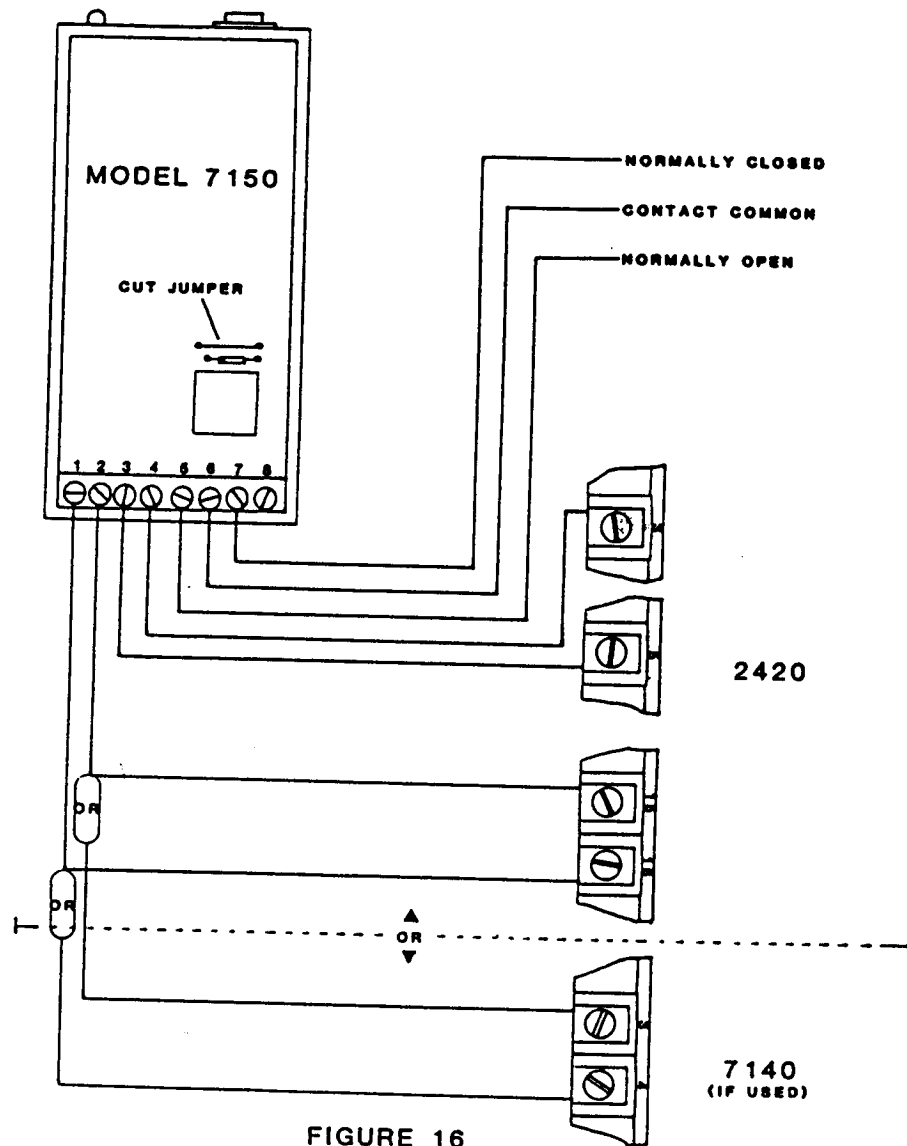 MODEL 7150
NORMALLY CLOSED
CONTACT COMMON
NORMALLY OPEN
CUT JUMPER
1 2 3 4 5 6 7 8
2420
OR
OR
OR
7140
(IF USED)
FIGURE 16